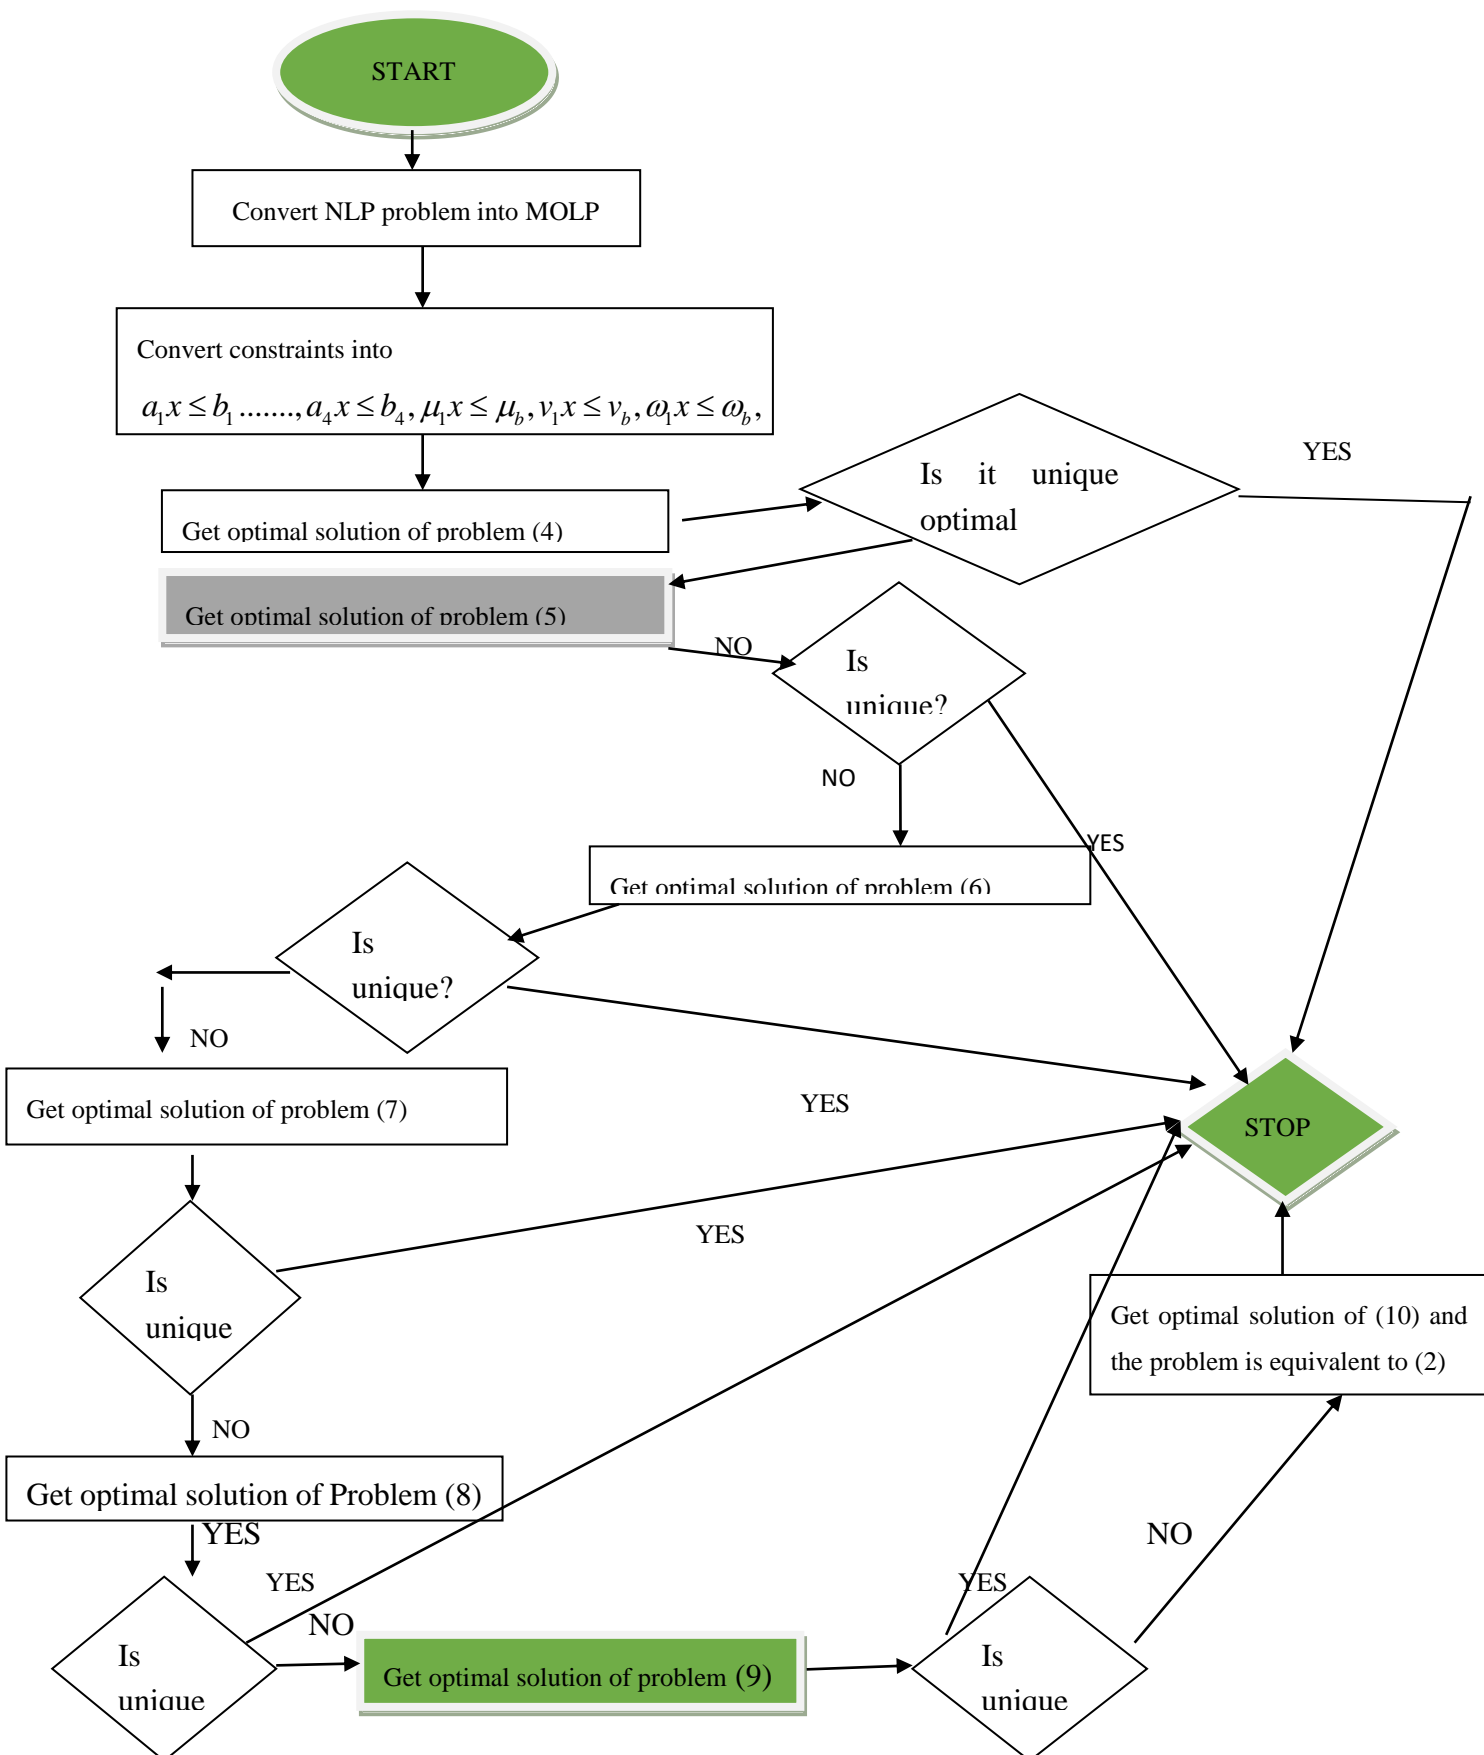 START
Convert NLP problem into MOLP
Convert constraints into
a₁x ≤ b₁ ......., a₄x ≤ b₄, μ₁x ≤ μ_b, v₁x ≤ v_b, ω₁x ≤ ω_b,
YES
Is it unique
optimal
Get optimal solution of problem (4)
Get optimal solution of problem (5)
NO
Is
unique?
NO
YES
Get optimal solution of problem (6)
Is
unique?
NO
Get optimal solution of problem (7)
YES
STOP
YES
Is
unique
Get optimal solution of (10) and
the problem is equivalent to (2)
NO
Get optimal solution of Problem (8)
YES
NO
YES
YES
NO
Is
unique
Get optimal solution of problem (9)
Is
unique